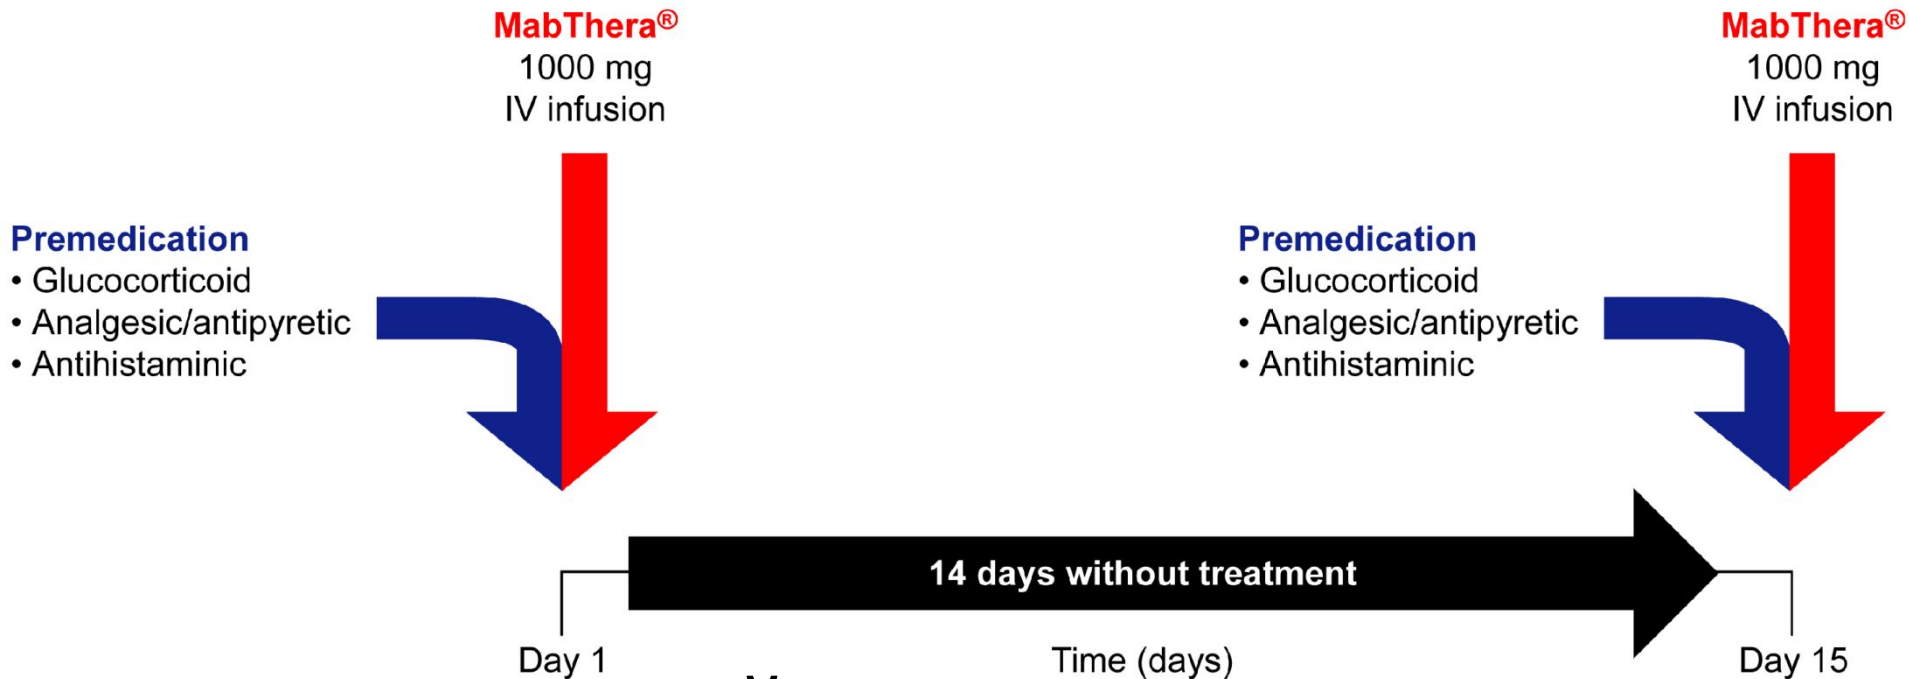 MabThera®
1000 mg
IV infusion
Premedication
• Glucocorticoid
• Analgesic/antipyretic
• Antihistaminic
MabThera®
1000 mg
IV infusion
Premedication
• Glucocorticoid
• Analgesic/antipyretic
• Antihistaminic
14 days without treatment
Day 1
Time (days)
Day 15